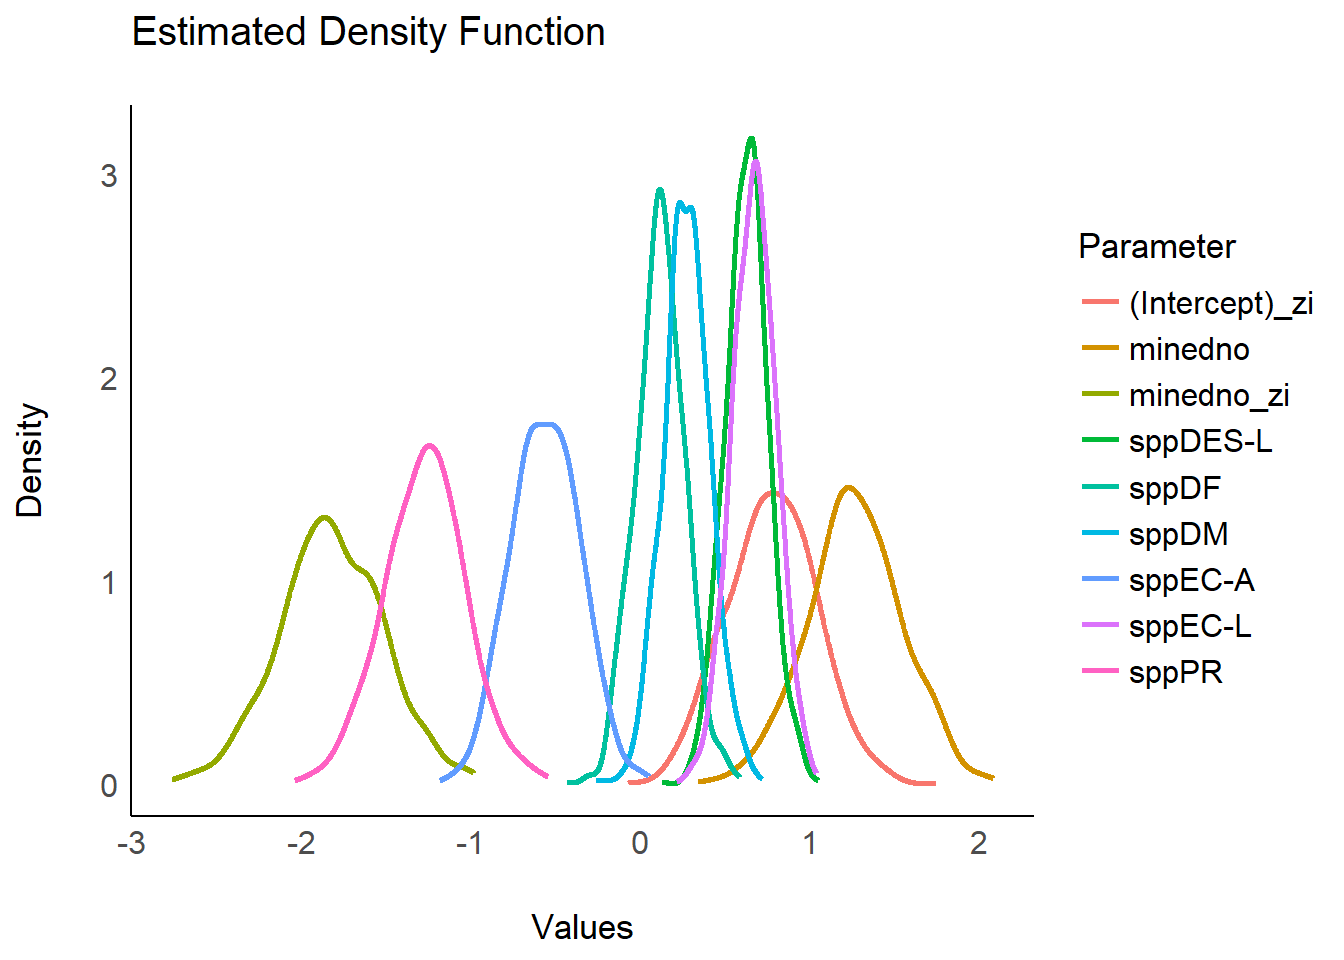 Estimated Density Function
Density
3
2
1
0
-3
-2
-1
0
1
2
Values
Parameter
(Intercept)_zi
minedno
minedno_zi
sppDES-L
sppDF
sppDM
sppEC-A
sppEC-L
sppPR